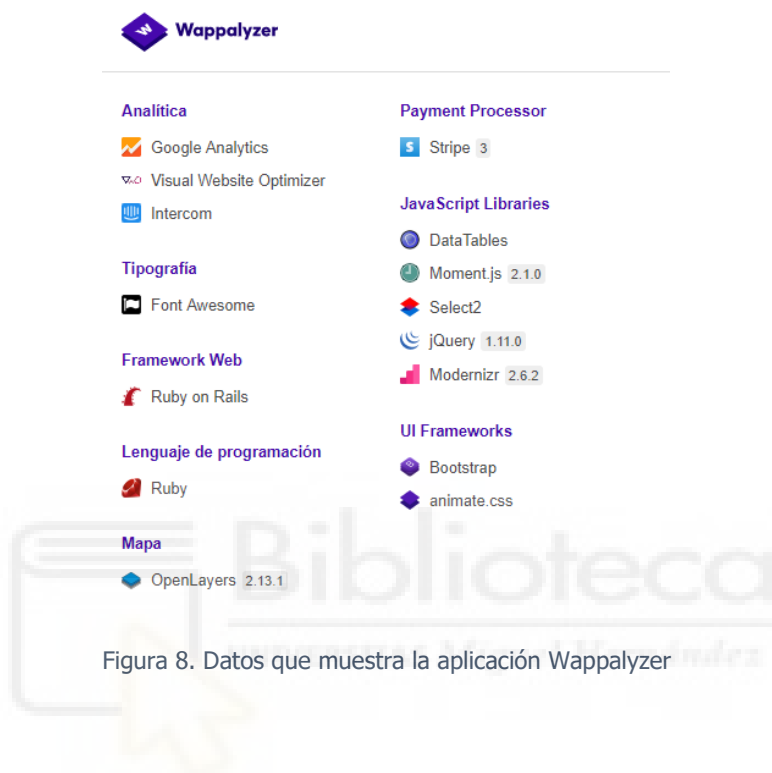 Wappalyzer
Analítica
Google Analytics
Visual Website Optimizer
Intercom
Tipografía
Font Awesome
Framework Web
Ruby on Rails
Lenguaje de programación
Ruby
Mapa
OpenLayers 2.13.1
Payment Processor
Stripe 3
JavaScript Libraries
DataTables
Moment.js 2.1.0
Select2
jQuery 1.11.0
Modernizr 2.6.2
UI Frameworks
Bootstrap
animate.css
Biblioteca
Figura 8. Datos que muestra la aplicación Wappalyzer